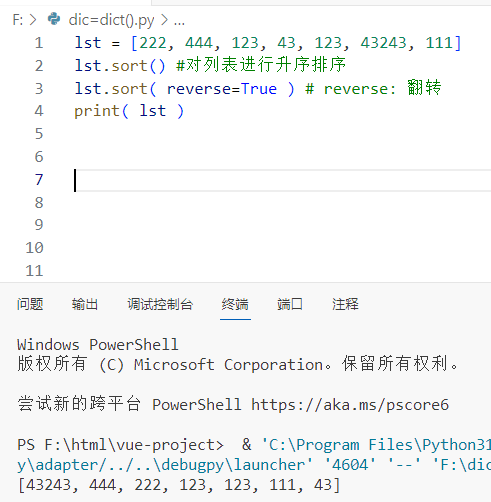 F: > dic=dict().py > ...
1 lst = [222, 444, 123, 43, 123, 43243, 111]
2 lst.sort() #对列表进行升序排序
3 lst.sort( reverse=True ) # reverse: 翻转
4 print( lst )
5
6
7
8
9
10
11
问题 输出 调试控制台 终端 端口 注释
Windows PowerShell
版权所有 (C) Microsoft Corporation。保留所有权利。
尝试新的跨平台 PowerShell https://aka.ms/pscore6
PS F:\html\vue-project> & 'C:\Program Files\Python31
y\adapter/../..\debugpy\launcher' '4604' '--' 'F:\dic
[43243, 444, 222, 123, 123, 111, 43]